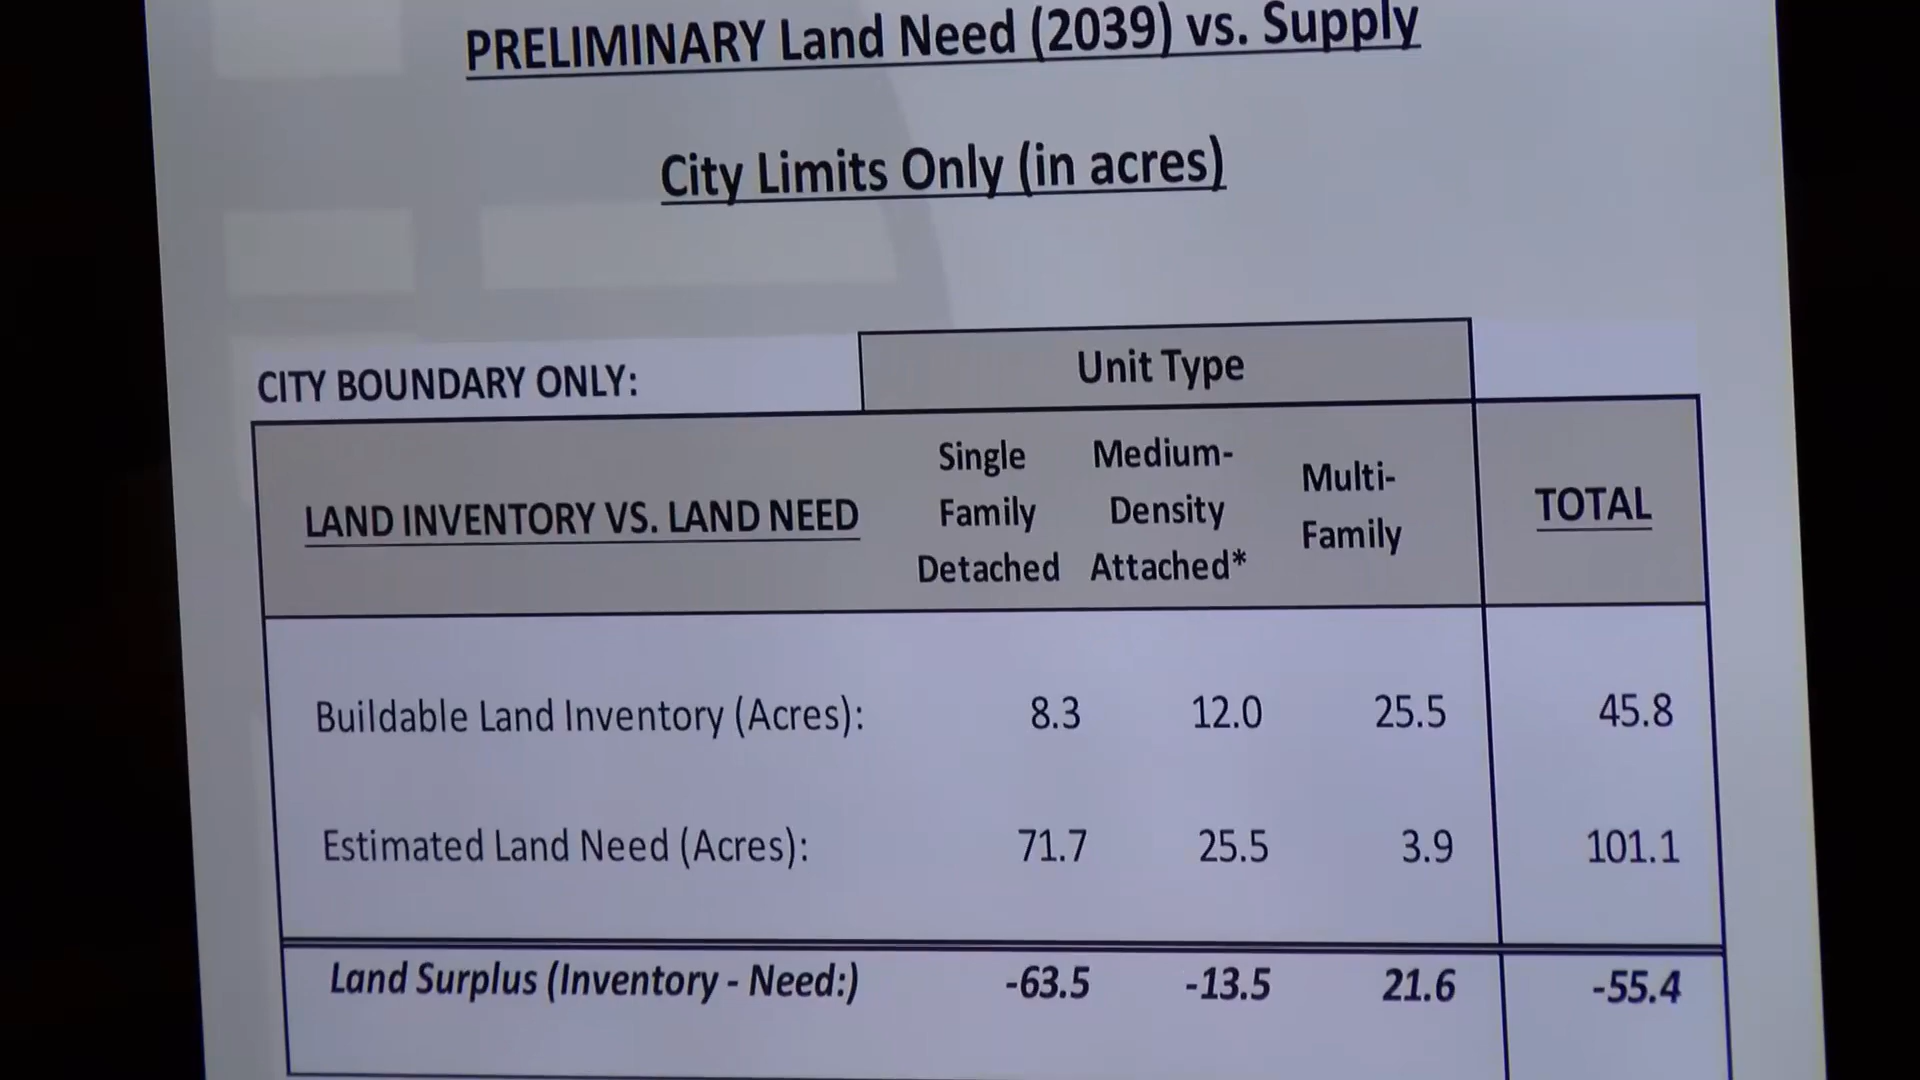 PRELIMINARY Land Need (2039) vs. Supply
City Limits Only (in acres)
CITY BOUNDARY ONLY:
Unit Type
LAND INVENTORY VS. LAND NEED
Single Family Detached
Medium-Density Attached*
Multi-Family
TOTAL
Buildable Land Inventory (Acres): 8.3 12.0 25.5 45.8
Estimated Land Need (Acres): 71.7 25.5 3.9 101.1
Land Surplus (Inventory - Need:) -63.5 -13.5 21.6 -55.4